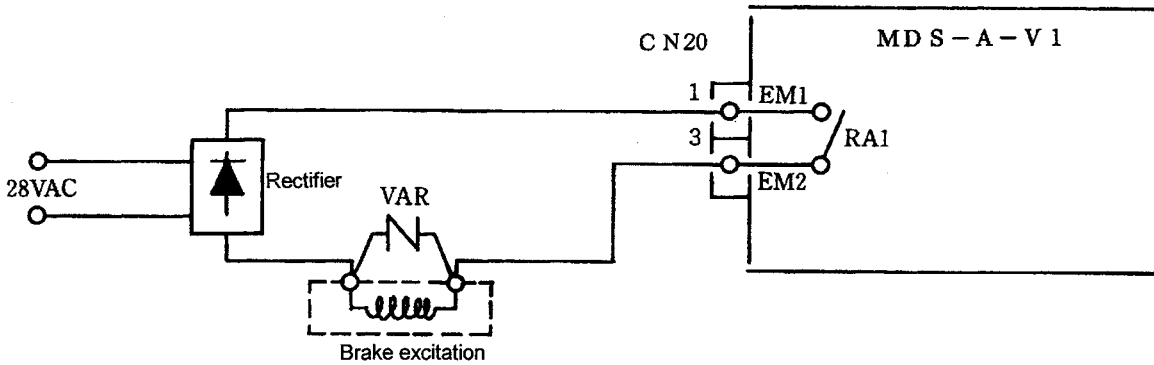 CN20
MDS-A-V1
1
EM1
3
RA1
EM2
28VAC
Rectifier
VAR
Brake excitation